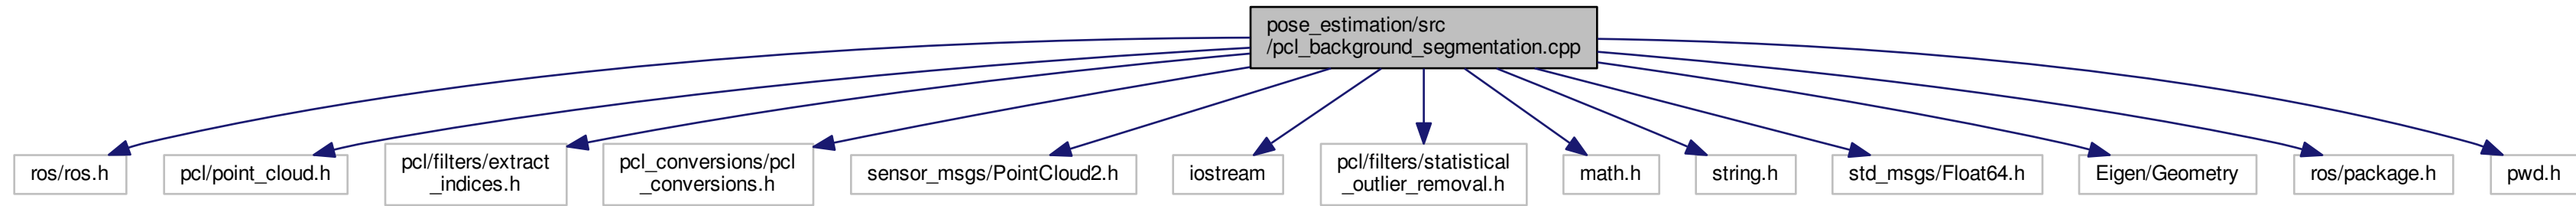 pose_estimation/src
/pcl_background_segmentation.cpp
ros/ros.h
pcl/point_cloud.h
pcl/filters/extract
_indices.h
pcl_conversions/pcl
_conversions.h
sensor_msgs/PointCloud2.h
iostream
pcl/filters/statistical
_outlier_removal.h
math.h
string.h
std_msgs/Float64.h
Eigen/Geometry
ros/package.h
pwd.h